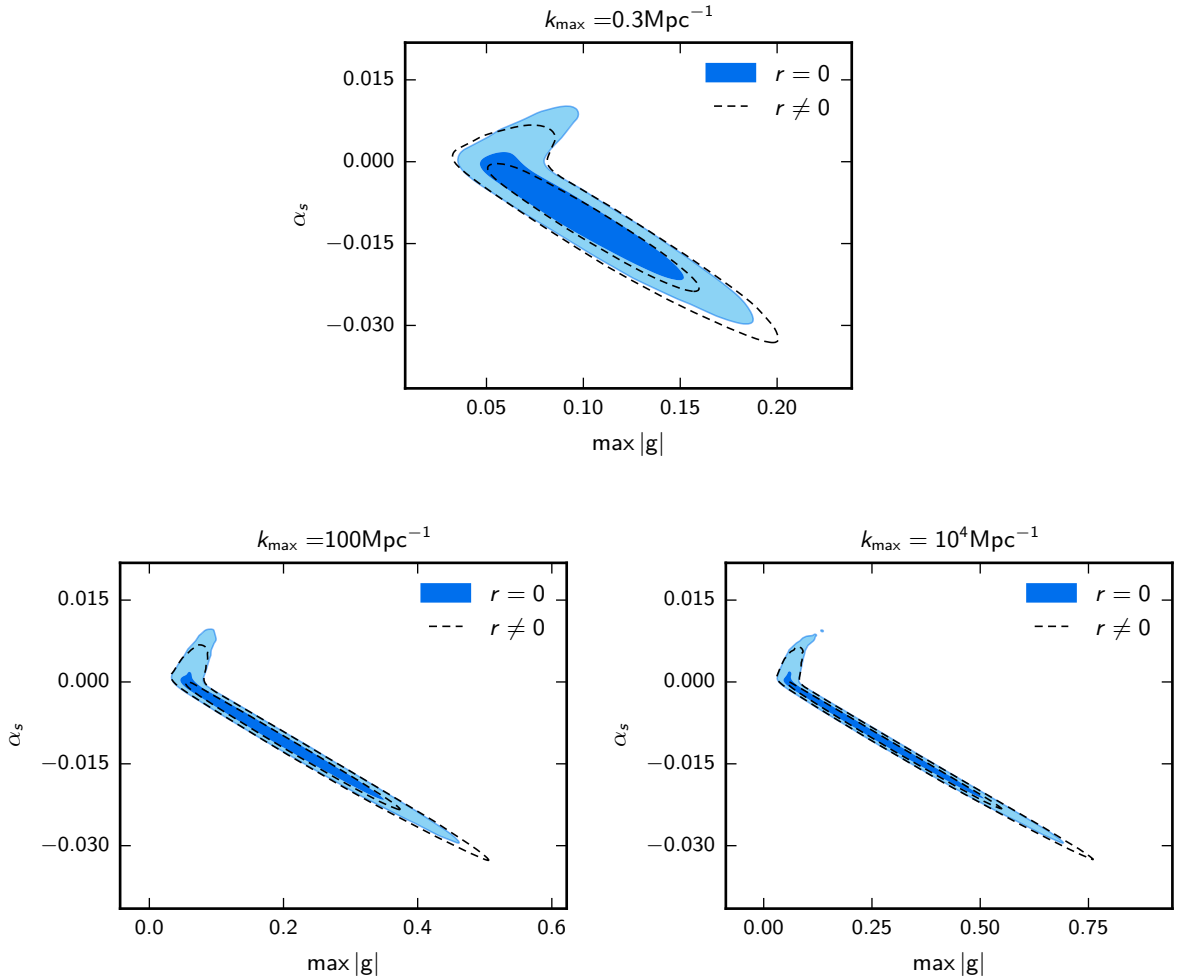 k_max =0.3Mpc⁻¹
0.015
0.000
−0.015
−0.030
α_s
r = 0
r ≠ 0
0.05 0.10 0.15 0.20
max |g|
k_max =100Mpc⁻¹
0.015
0.000
−0.015
−0.030
α_s
r = 0
r ≠ 0
0.0 0.2 0.4 0.6
max |g|
k_max = 10⁴Mpc⁻¹
0.015
0.000
−0.015
−0.030
α_s
r = 0
r ≠ 0
0.00 0.25 0.50 0.75
max |g|